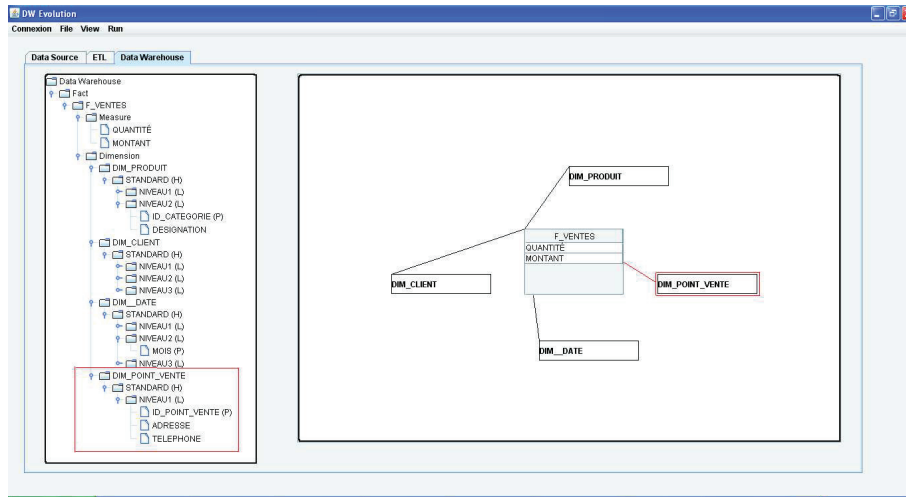 DW Evolution
Connexion File View Run
Data Source ETL Data Warehouse
Data Warehouse
Fact
F_VENTES
Measure
QUANTITÉ
MONTANT
Dimension
DIM_PRODUIT
STANDARD (H)
NIVEAU1 (L)
NIVEAU2 (L)
ID_CATEGORIE (P)
DESIGNATION
DIM_CLIENT
STANDARD (H)
NIVEAU1 (L)
NIVEAU2 (L)
NIVEAU3 (L)
DIM__DATE
STANDARD (H)
NIVEAU1 (L)
NIVEAU2 (L)
MOIS (P)
NIVEAU3 (L)
DIM_POINT_VENTE
STANDARD (H)
NIVEAU1 (L)
ID_POINT_VENTE (P)
ADRESSE
TELEPHONE
DIM_PRODUIT
F_VENTES
QUANTITÉ
MONTANT
DIM_CLIENT
DIM_POINT_VENTE
DIM__DATE